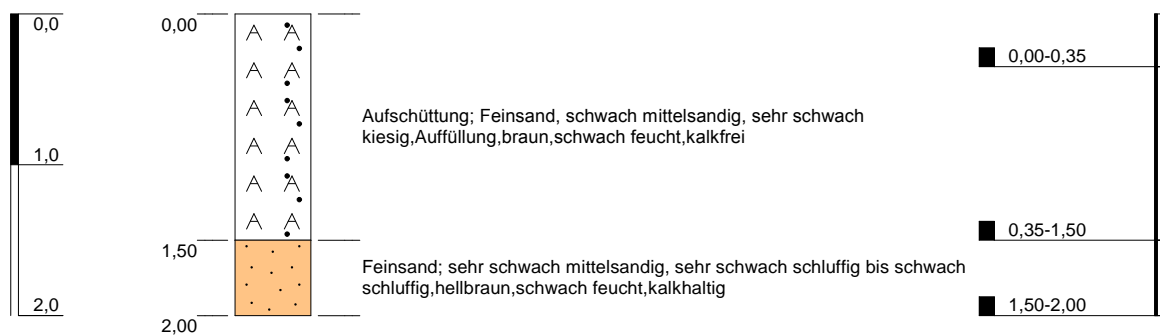 0,0
0,00
0,00-0,35
Aufschüttung; Feinsand, schwach mittelsandig, sehr schwach
kiesig,Auffüllung,braun,schwach feucht,kalkfrei
1,0
0,35-1,50
1,50
Feinsand; sehr schwach mittelsandig, sehr schwach schluffig bis schwach
schluffig,hellbraun,schwach feucht,kalkhaltig
2,0
1,50-2,00
2,00